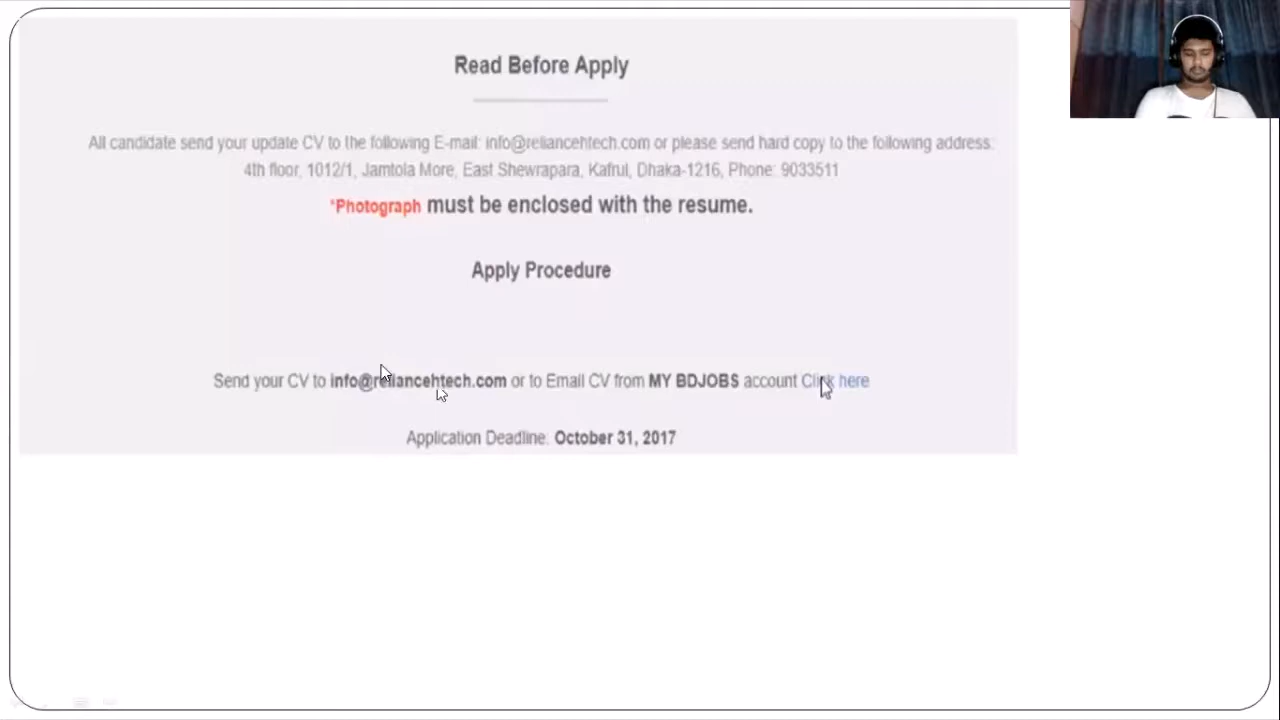 Read Before Apply
All candidate send your update CV to the following E-mail: info@reliancehtech.com or please send hard copy to the following address:
4th floor, 1012/1, Jamtola More, East Shewrapara, Kafrul, Dhaka-1216, Phone: 9033511
*Photograph must be enclosed with the resume.
Apply Procedure
Send your CV to info@reliancehtech.com or to Email CV from MY BDJOBS account Click here
Application Deadline: October 31, 2017